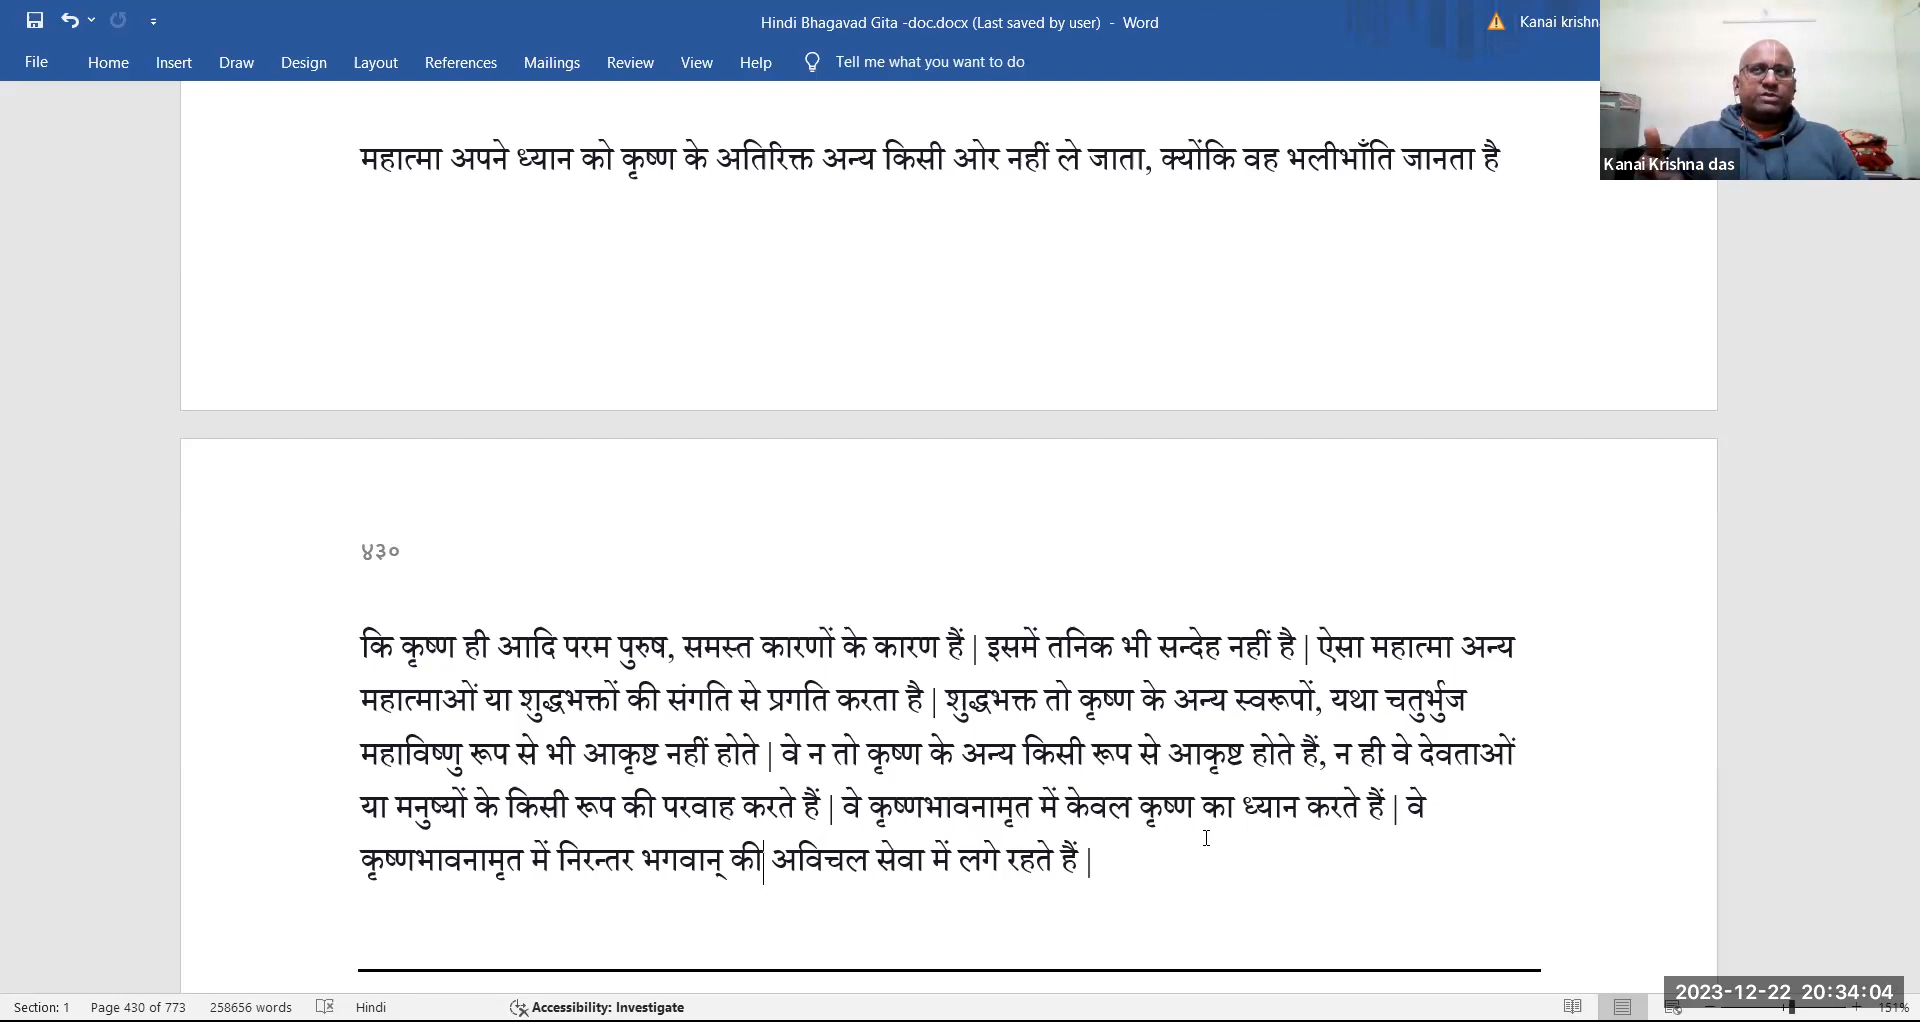 Hindi Bhagavad Gita -doc.docx (Last saved by user) - Word
Kanai krishn
File Home Insert Draw Design Layout References Mailings Review View Help Tell me what you want to do
Kanai Krishna das
महात्मा अपने ध्यान को कृष्ण के अतिरिक्त अन्य किसी ओर नहीं ले जाता, क्योंकि वह भलीभाँति जानता है
४३०
कि कृष्ण ही आदि परम पुरुष, समस्त कारणों के कारण हैं | इसमें तनिक भी सन्देह नहीं है | ऐसा महात्मा अन्य
महात्माओं या शुद्धभक्तों की संगति से प्रगति करता है | शुद्धभक्त तो कृष्ण के अन्य स्वरूपों, यथा चतुर्भुज
महाविष्णु रूप से भी आकृष्ट नहीं होते | वे न तो कृष्ण के अन्य किसी रूप से आकृष्ट होते हैं, न ही वे देवताओं
या मनुष्यों के किसी रूप की परवाह करते हैं | वे कृष्णभावनामृत में केवल कृष्ण का ध्यान करते हैं | वे
कृष्णभावनामृत में निरन्तर भगवान् की अविचल सेवा में लगे रहते हैं |
Section: 1 Page 430 of 773 258656 words Hindi Accessibility: Investigate 151%
2023-12-22 20:34:04